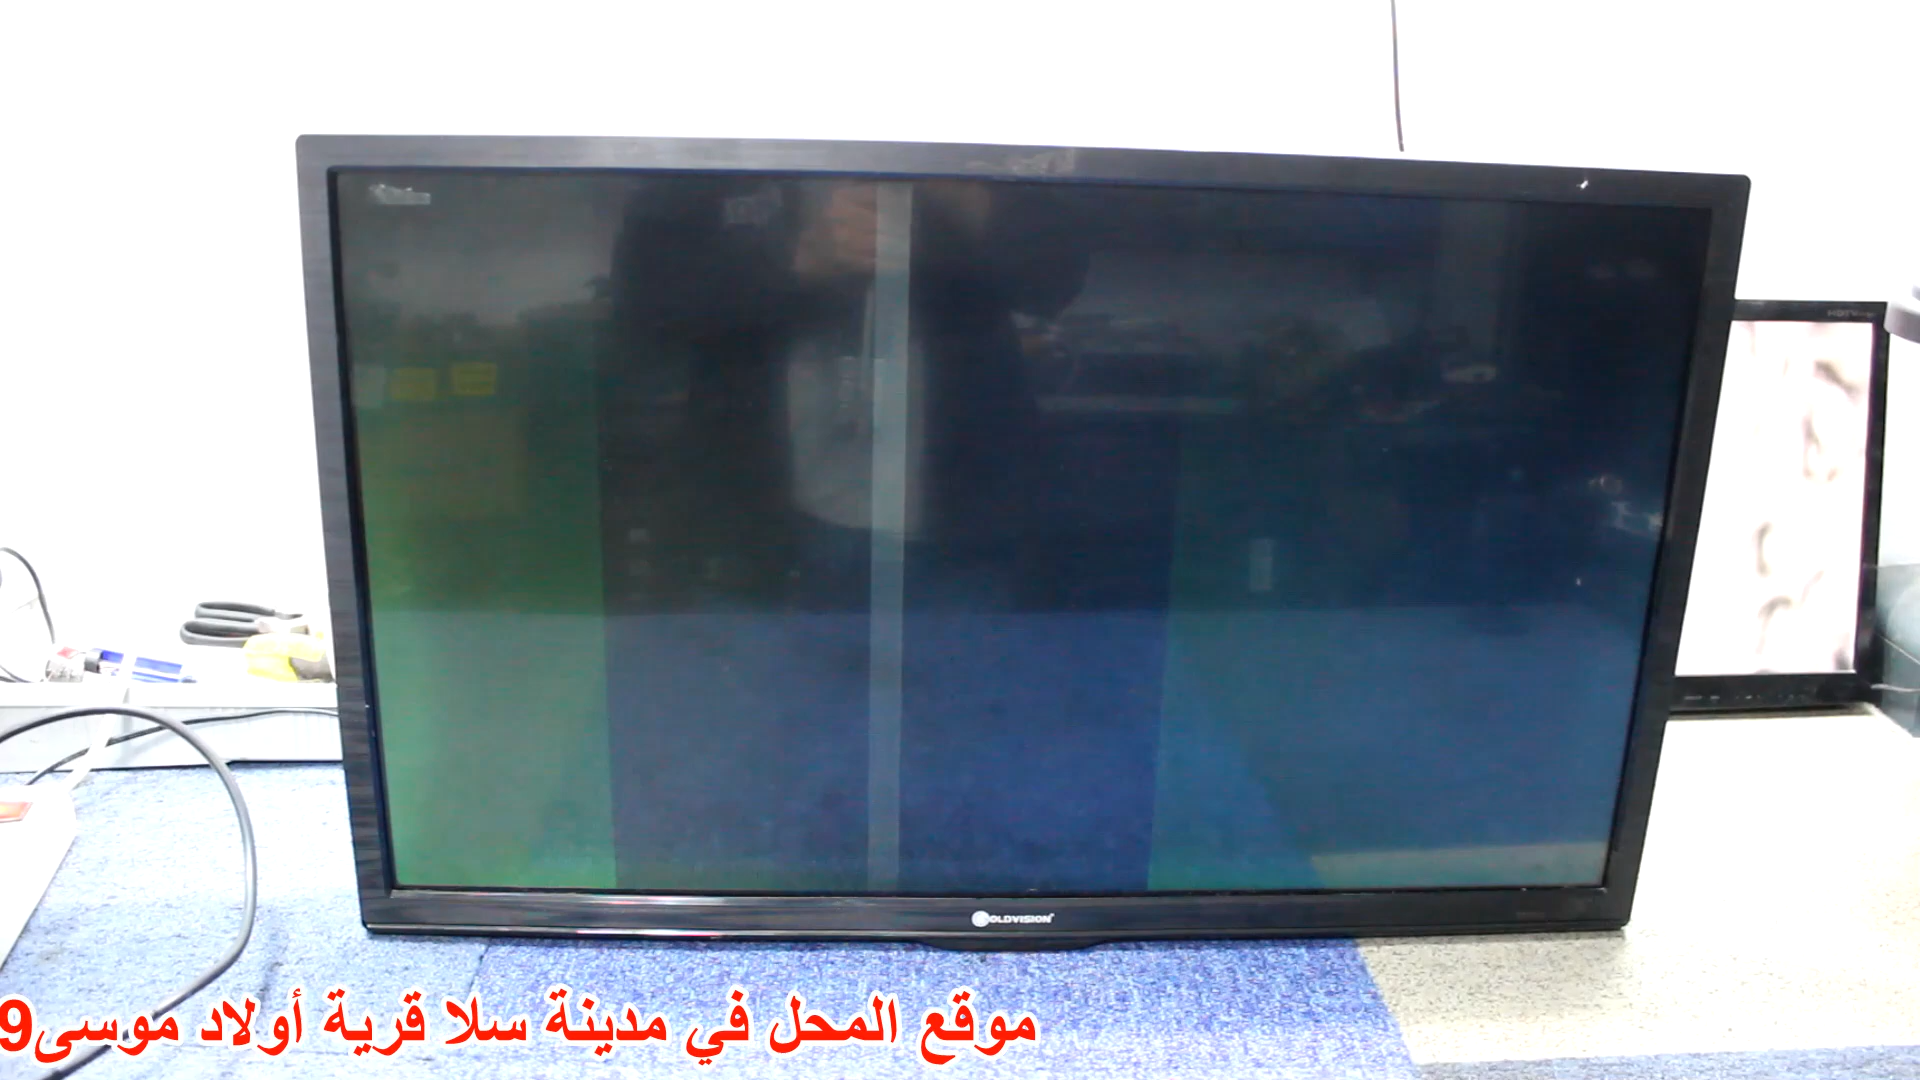 GOLDVISION
موقع المحل في مدينة سلا قرية أولاد موسى9